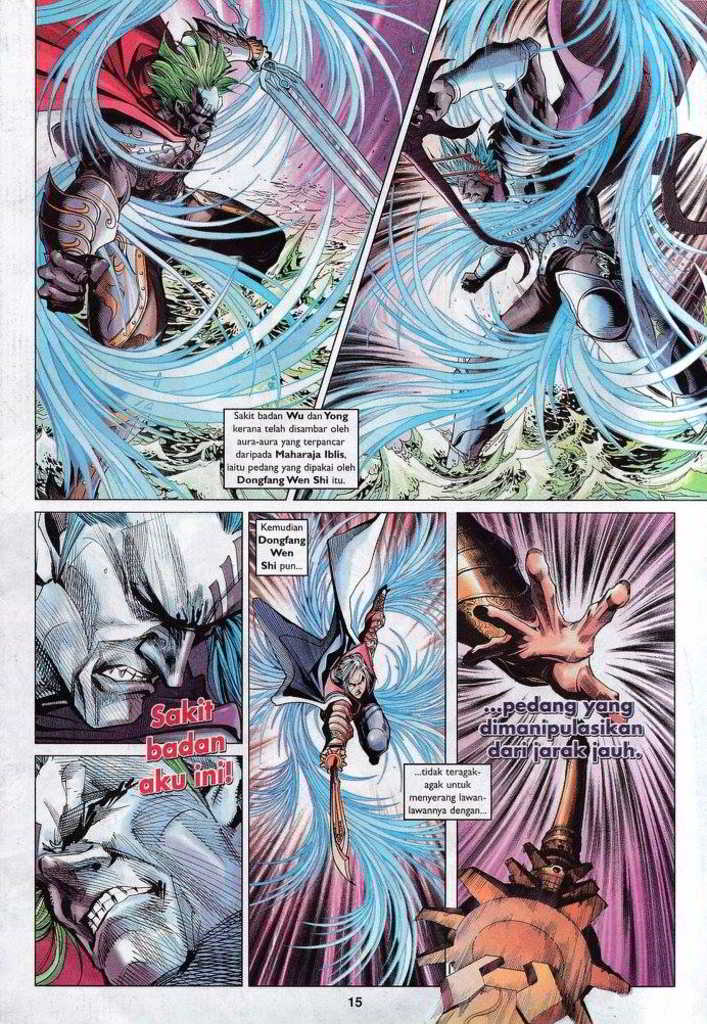 Sakit badan Wu dan Yong
kerana telah disambar oleh
aura-aura yang terpancar
daripada Maharaja Iblis,
iaitu pedang yang dipakai oleh
Dongfang Wen Shi itu.
Sakit
badan
aku ini!
Kemudian
Dongfang
Wen
Shi pun...
...tidak teragak-
agak untuk
menyerang lawan-
lawannya dengan...
...pedang yang
dimanipulasikan
dari jarak jauh.
15